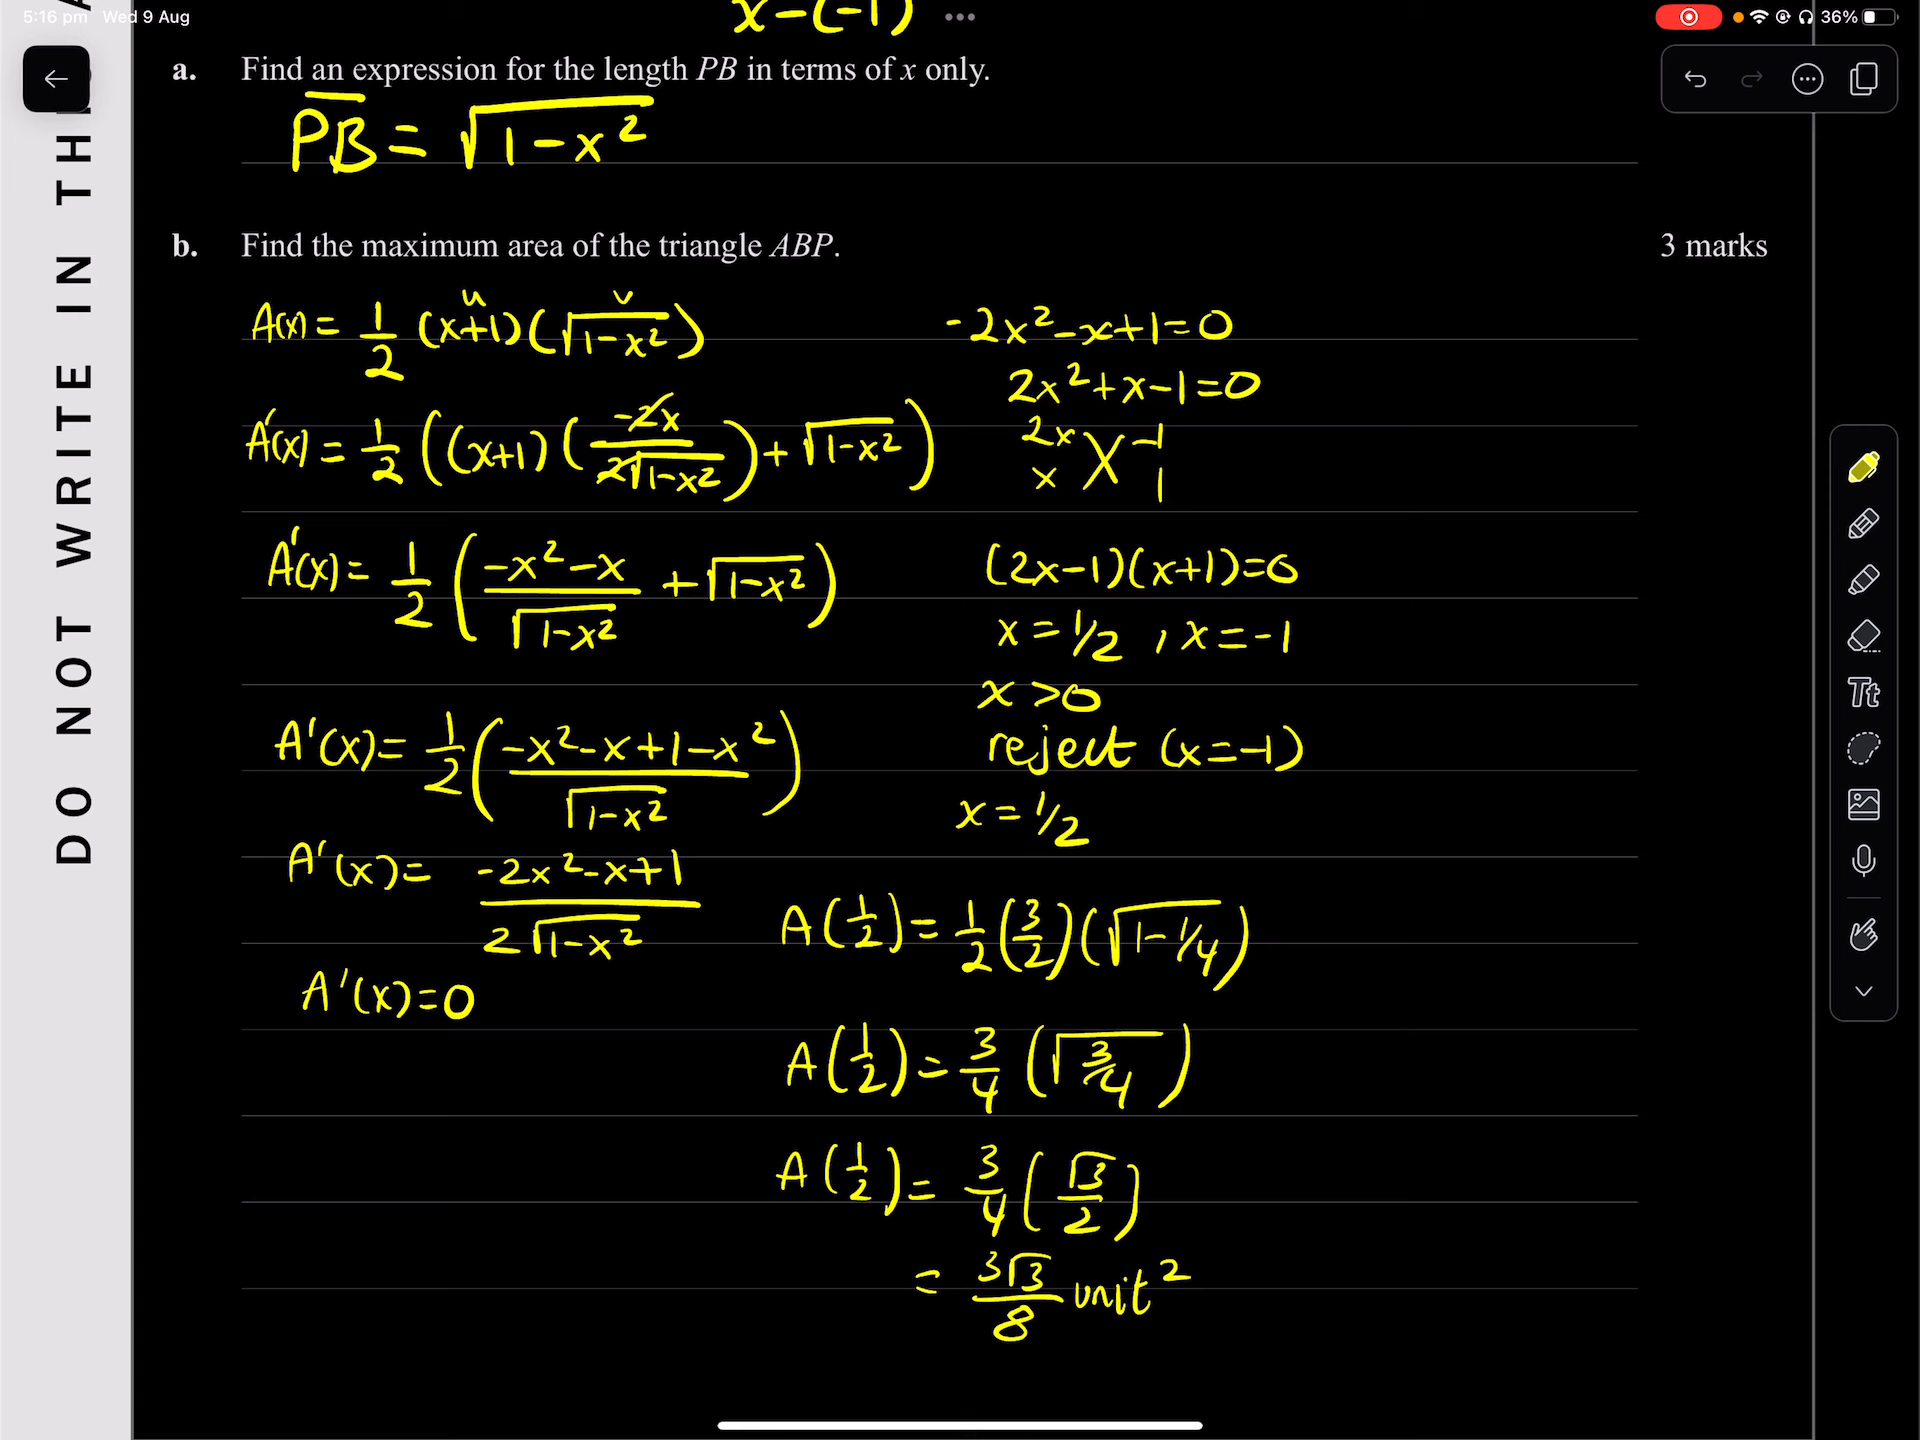 5:16 pm Wed 9 Aug
36%
x-(-1)
a. Find an expression for the length PB in terms of x only.
PB = √(1-x²)
b. Find the maximum area of the triangle ABP. 3 marks
u v
A(x) = 1/2 (x+1)(√(1-x²))
A'(x) = 1/2 ((x+1)(-2x/2√(1-x²)) + √(1-x²))
A'(x) = 1/2 ((-x²-x)/√(1-x²) + √(1-x²))
A'(x) = 1/2 ((-x²-x+1-x²)/√(1-x²))
A'(x) = (-2x²-x+1)/(2√(1-x²))
A'(x)=0
-2x²-x+1=0
2x²+x-1=0
2x -1
x 1
(2x-1)(x+1)=0
x = 1/2 , x = -1
x > 0
reject (x=-1)
x = 1/2
A(1/2) = 1/2 (3/2)(√(1-1/4))
A(1/2) = 3/4 (√(3/4))
A(1/2) = 3/4 (√3/2)
= 3√3/8 unit²
Tt
DO NOT WRITE IN TH